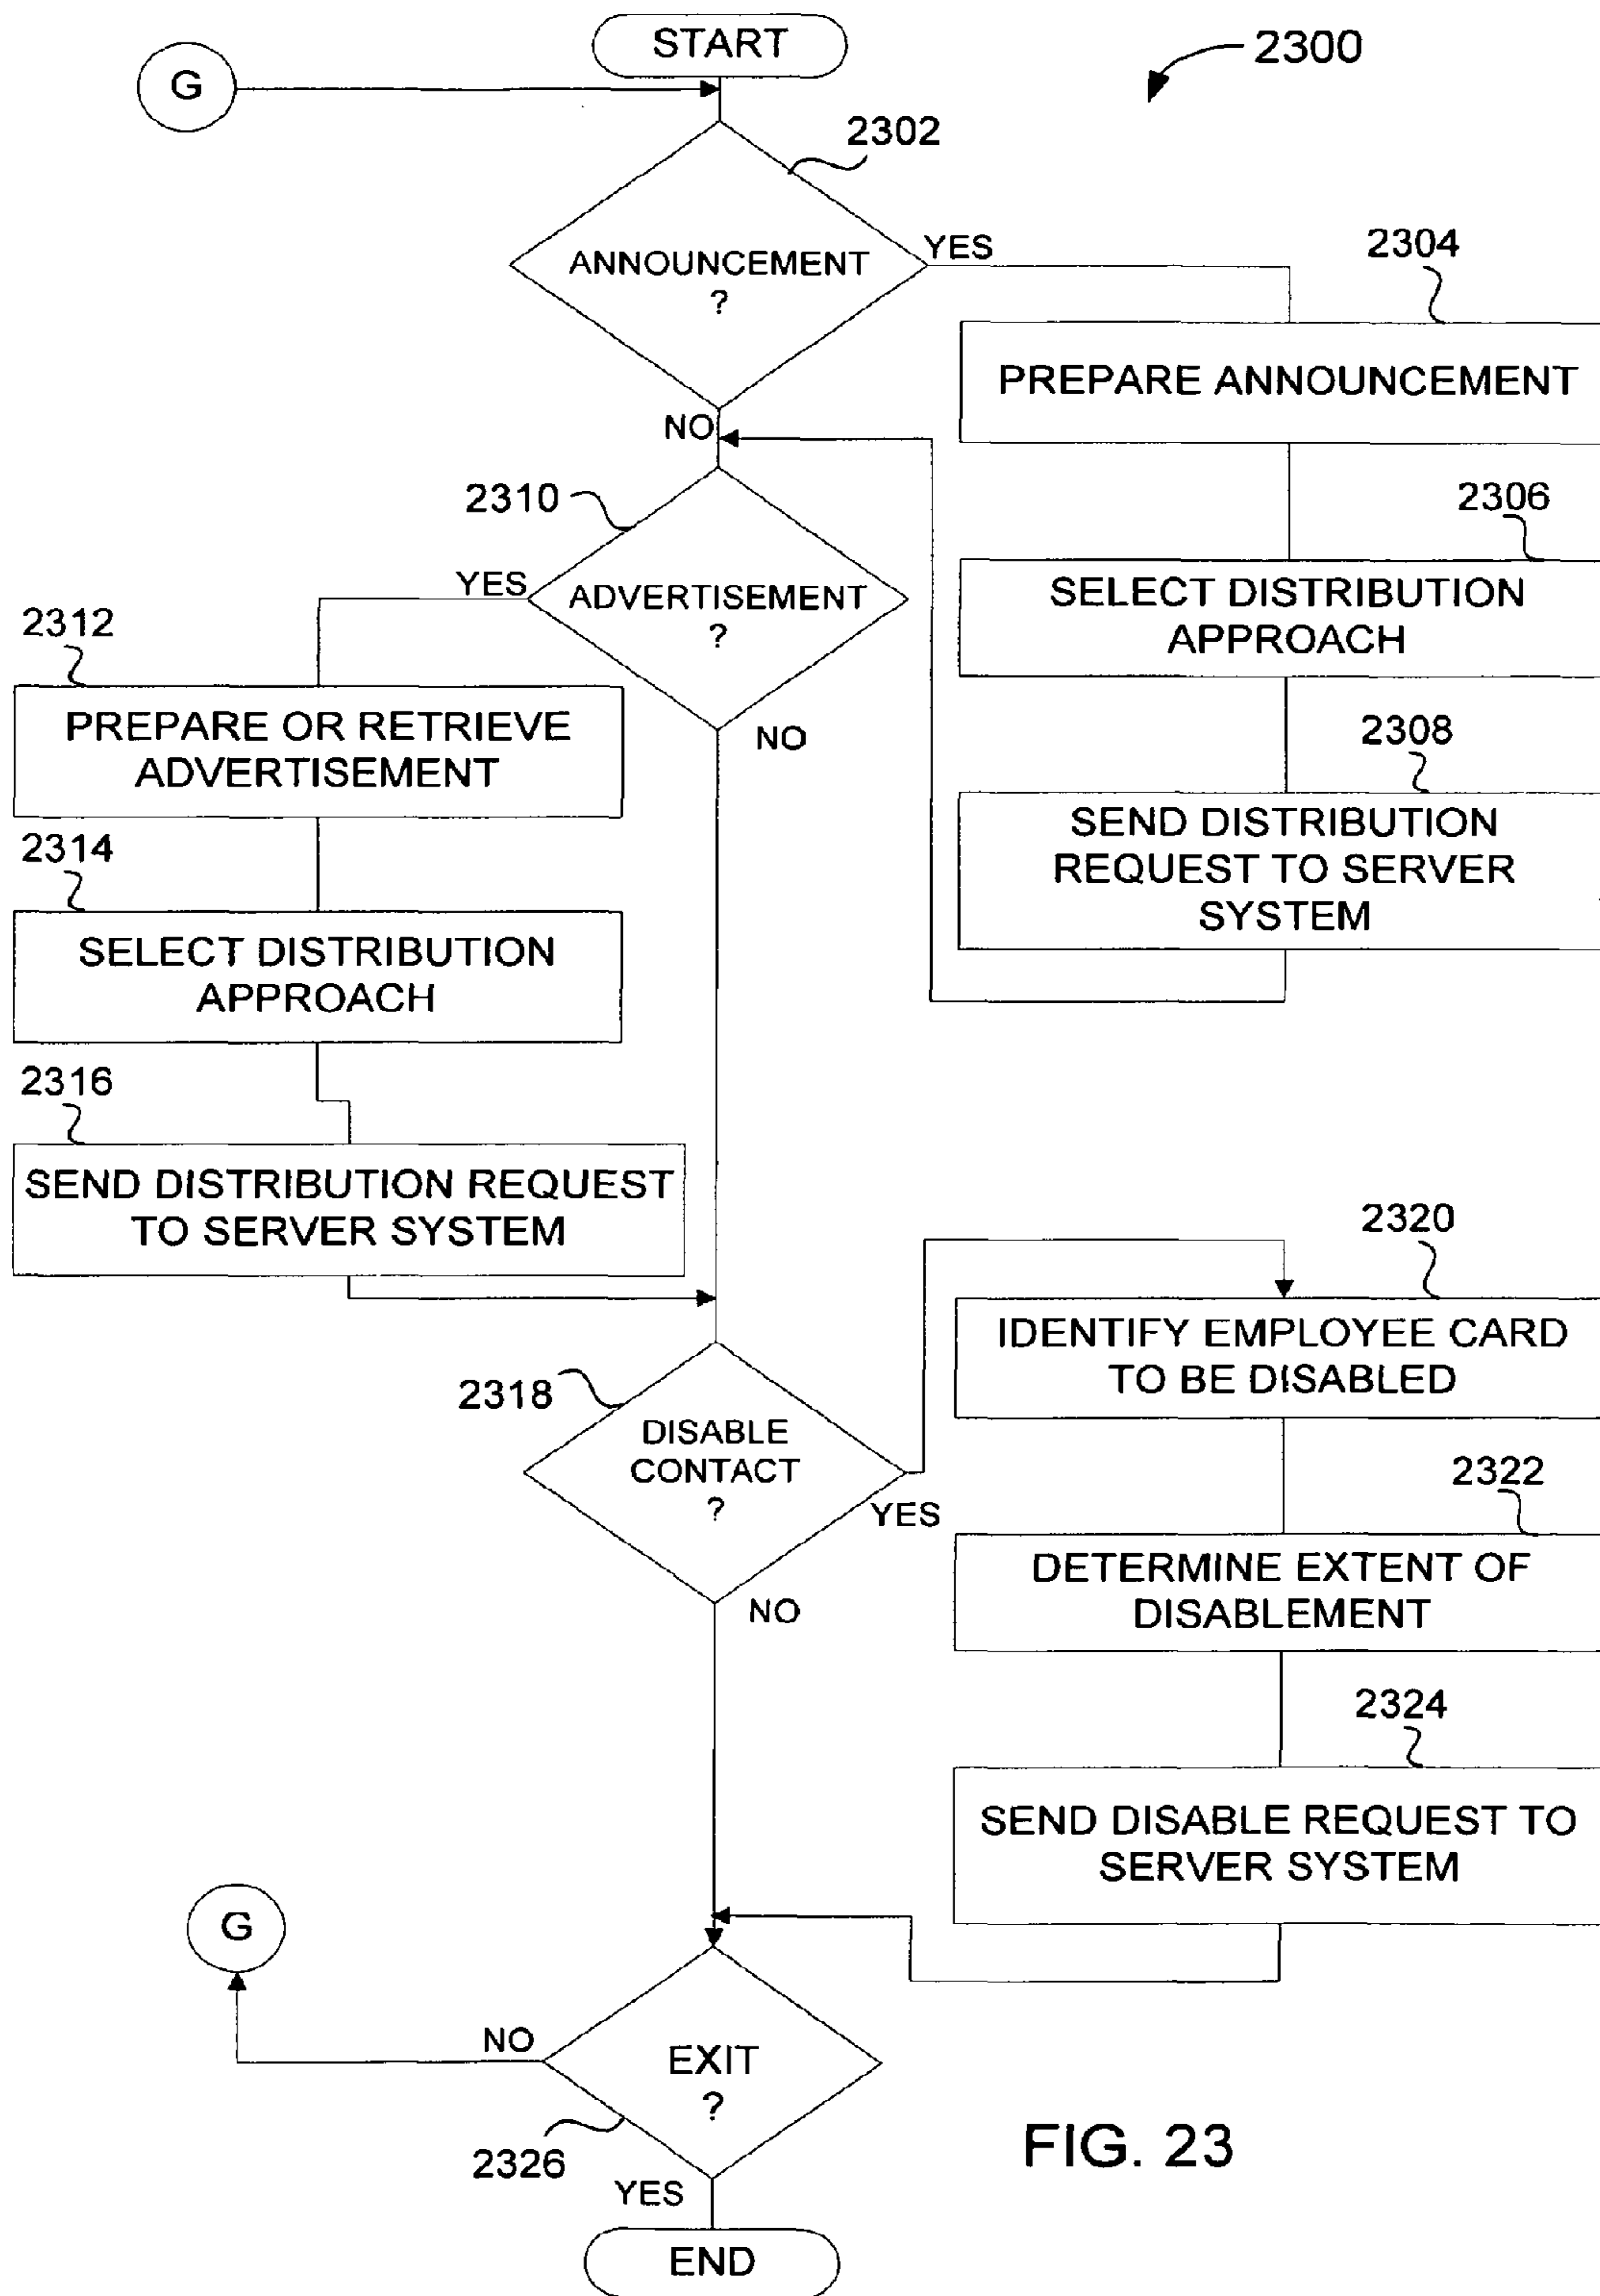 START
G
2300
2302
ANNOUNCEMENT
?
YES
2304
PREPARE ANNOUNCEMENT
NO
2306
SELECT DISTRIBUTION
APPROACH
2308
SEND DISTRIBUTION
REQUEST TO SERVER
SYSTEM
2310
ADVERTISEMENT
?
YES
NO
2312
PREPARE OR RETRIEVE
ADVERTISEMENT
2314
SELECT DISTRIBUTION
APPROACH
2316
SEND DISTRIBUTION REQUEST
TO SERVER SYSTEM
2318
DISABLE
CONTACT
?
YES
NO
2320
IDENTIFY EMPLOYEE CARD
TO BE DISABLED
2322
DETERMINE EXTENT OF
DISABLEMENT
2324
SEND DISABLE REQUEST TO
SERVER SYSTEM
G
NO
EXIT
?
2326
YES
END
FIG. 23